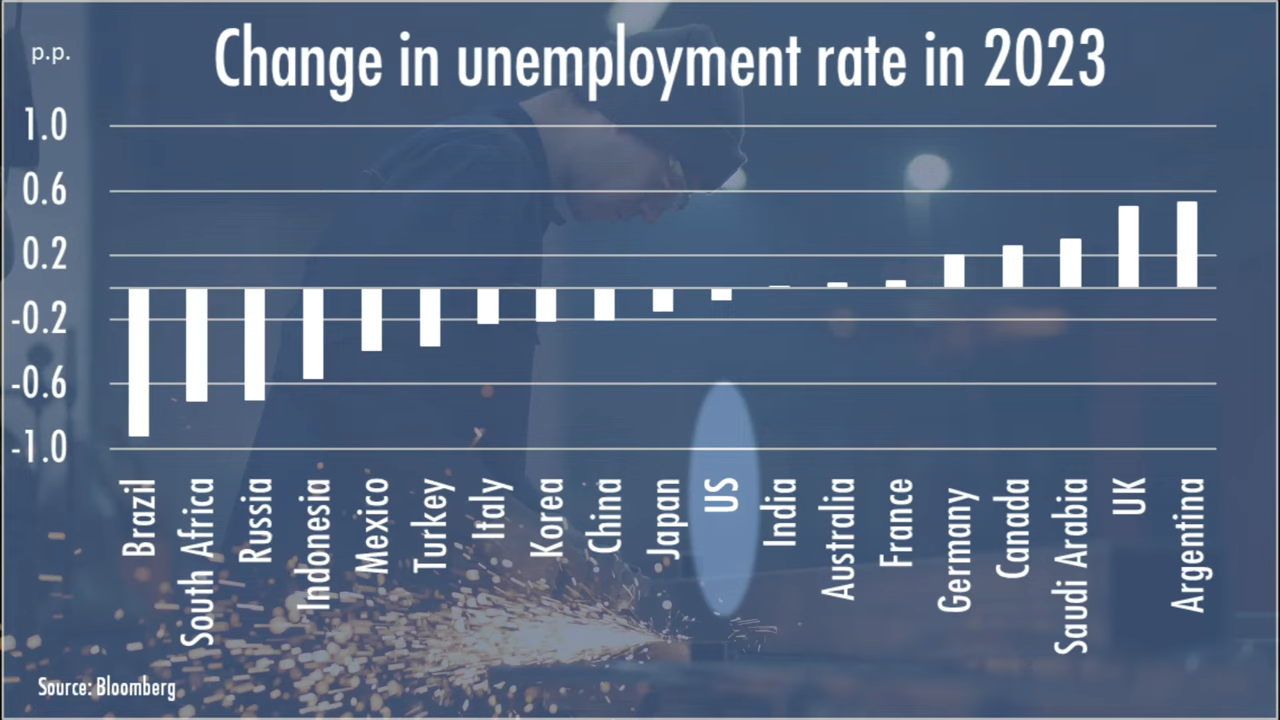 p.p.
Change in unemployment rate in 2023
1.0
0.6
0.2
-0.2
-0.6
-1.0
Brazil
South Africa
Russia
Indonesia
Mexico
Turkey
Italy
Korea
China
Japan
US
India
Australia
France
Germany
Canada
Saudi Arabia
UK
Argentina
Source: Bloomberg